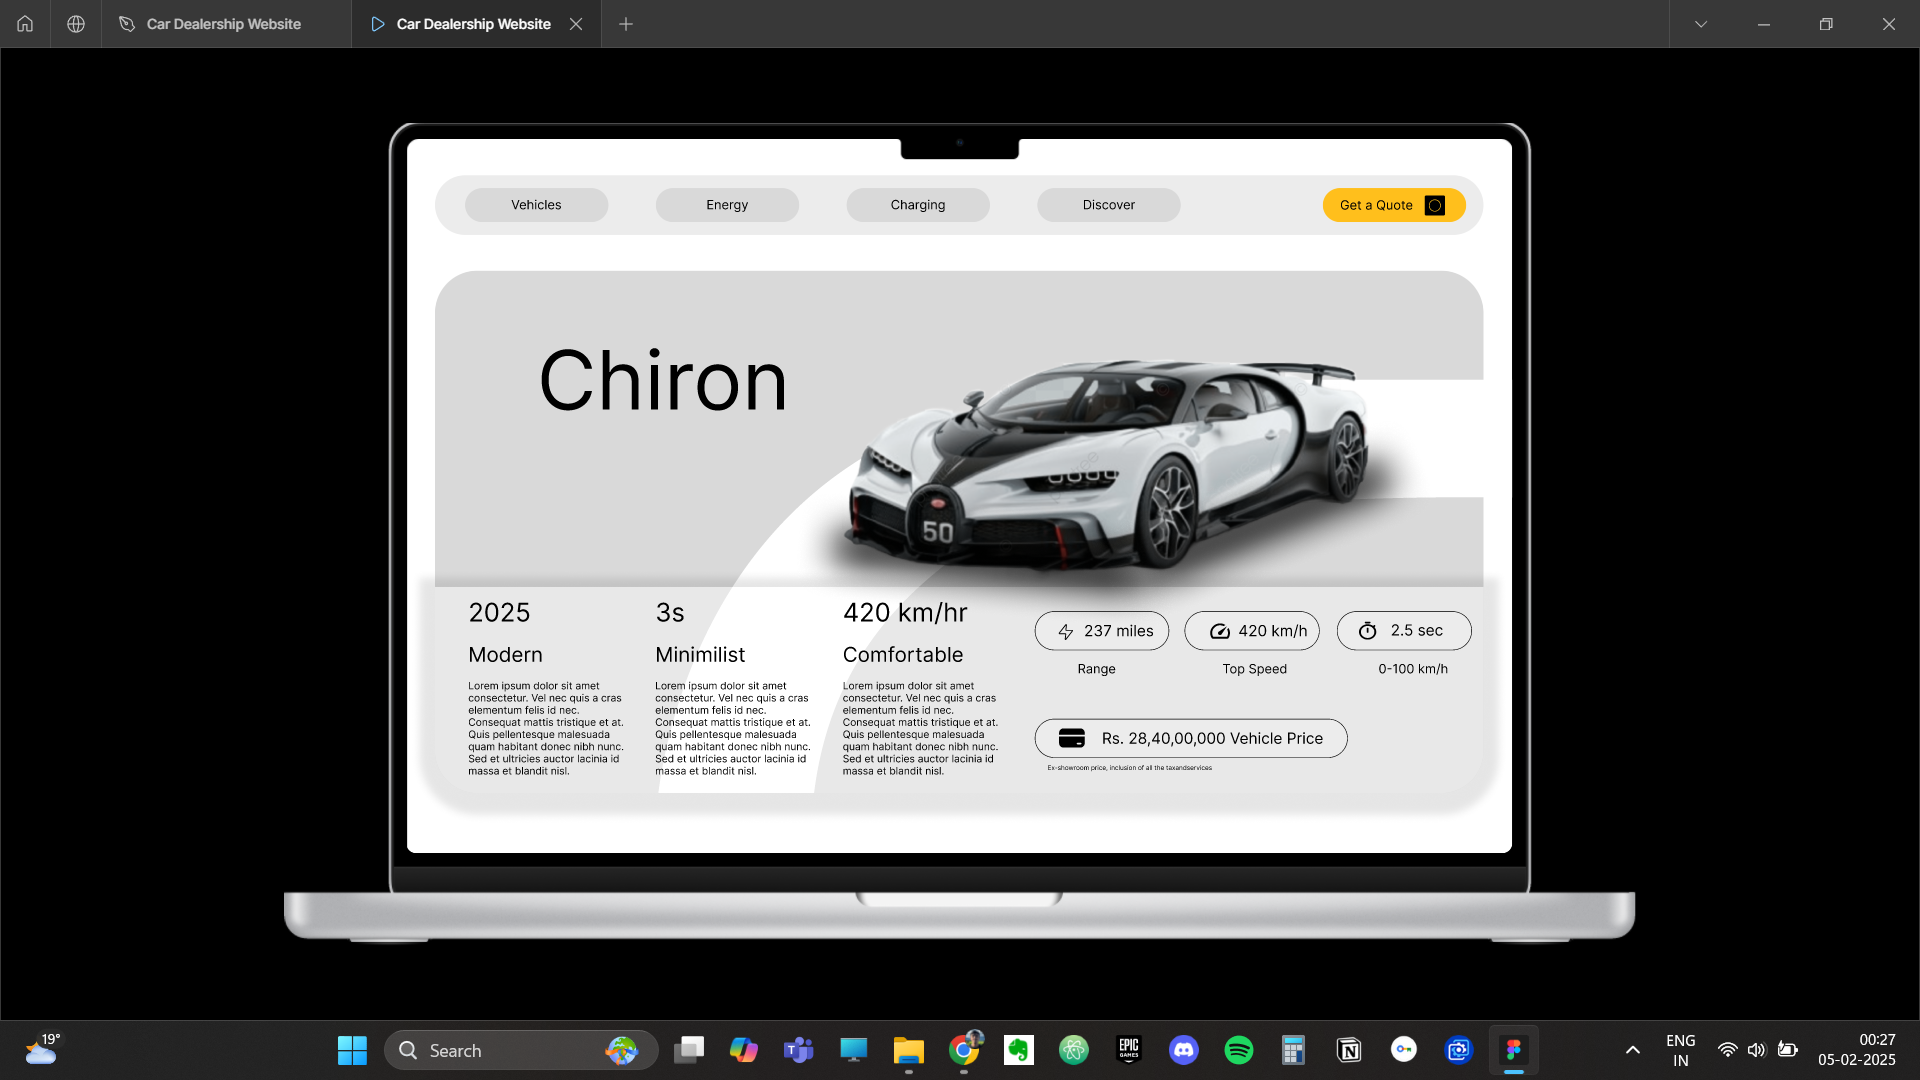 Car Dealership Website
Car Dealership Website
Vehicles
Energy
Charging
Discover
Get a Quote
Chiron
50
2025
Modern
Lorem ipsum dolor sit amet
consectetur. Vel nec quis a cras
elementum felis id nec.
Consequat mattis tristique et at.
Quis pellentesque malesuada
quam habitant donec nibh nunc.
Sed et ultricies auctor lacinia id
massa et blandit nisl.
3s
Minimilist
Lorem ipsum dolor sit amet
consectetur. Vel nec quis a cras
elementum felis id nec.
Consequat mattis tristique et at.
Quis pellentesque malesuada
quam habitant donec nibh nunc.
Sed et ultricies auctor lacinia id
massa et blandit nisl.
420 km/hr
Comfortable
Lorem ipsum dolor sit amet
consectetur. Vel nec quis a cras
elementum felis id nec.
Consequat mattis tristique et at.
Quis pellentesque malesuada
quam habitant donec nibh nunc.
Sed et ultricies auctor lacinia id
massa et blandit nisl.
237 miles
Range
420 km/h
Top Speed
2.5 sec
0-100 km/h
Rs. 28,40,00,000 Vehicle Price
Ex-showroom price, inclusion of all the taxandservices
19°
Search
EPIC
GAMES
ENG
IN
00:27
05-02-2025